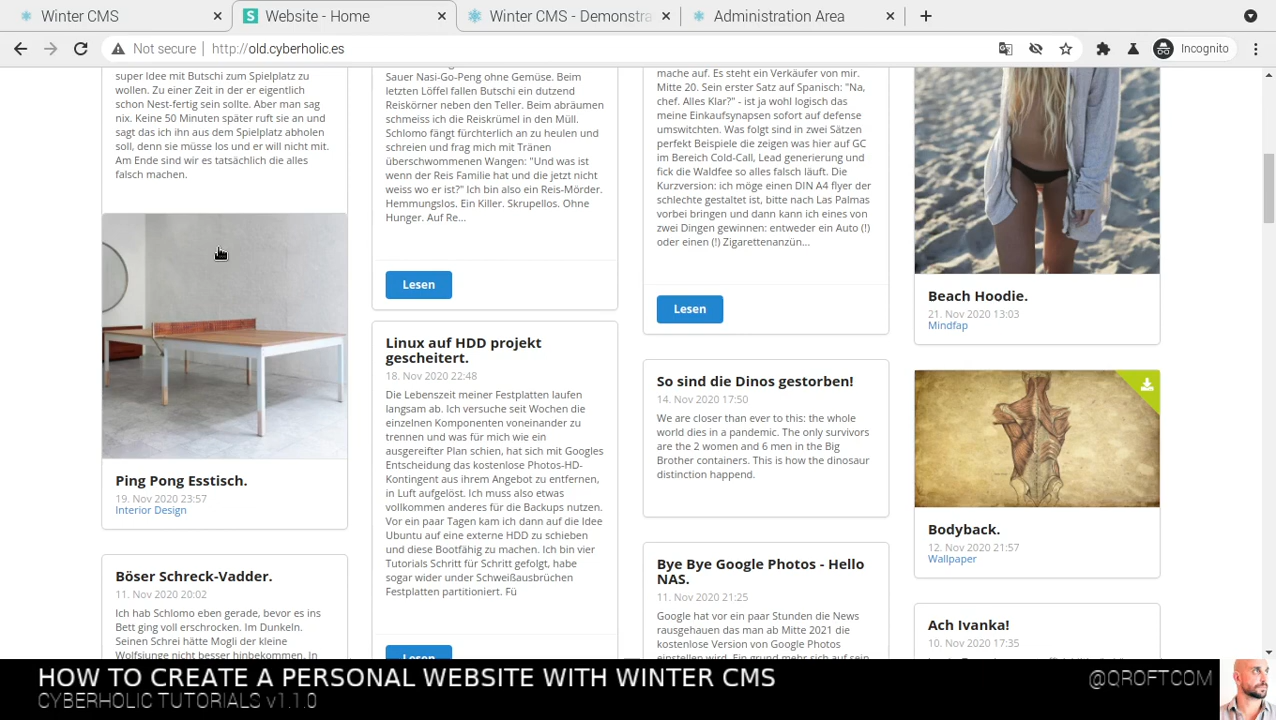 Winter CMS
Website - Home
Winter CMS - Demonstra
Administration Area
Not secure
http://old.cyberholic.es
Incognito
super Idee mit Butschi zum Spielplatz zu
wollen. Zu einer Zeit in der er eigentlich
schon Nest-fertig sein sollte. Aber man sag
nix. Keine 50 Minuten später ruft sie an und
sagt das ich ihn aus dem Spielplatz abholen
soll, denn sie müsse los und er will nicht mit.
Am Ende sind wir es tatsächlich die alles
falsch machen.
Ping Pong Esstisch.
19. Nov 2020 23:57
Interior Design
Böser Schreck-Vadder.
11. Nov 2020 20:02
Ich hab Schlomo eben gerade, bevor es ins
Bett ging voll erschrocken. Im Dunkeln.
Seinen Schrei hätte Mogli der kleine
Wolfsjunge nicht besser hinbekommen. In
Sauer Nasi-Go-Peng ohne Gemüse. Beim
letzten Löffel fallen Butschi ein dutzend
Reiskörner neben den Teller. Beim abräumen
schmeiss ich die Reiskrümel in den Müll.
Schlomo fängt fürchterlich an zu heulen und
schreien und frag mich mit Tränen
überschwommenen Wangen: "Und was ist
wenn der Reis Familie hat und die jetzt nicht
weiss wo er ist?" Ich bin also ein Reis-Mörder.
Hemmungslos. Ein Killer. Skrupellos. Ohne
Hunger. Auf Re...
Lesen
Linux auf HDD projekt
gescheitert.
18. Nov 2020 22:48
Die Lebenszeit meiner Festplatten laufen
langsam ab. Ich versuche seit Wochen die
einzelnen Komponenten voneinander zu
trennen und was für mich wie ein
ausgereifter Plan schien, hat sich mit Googles
Entscheidung das kostenlose Photos-HD-
Kontingent aus ihrem Angebot zu entfernen,
in Luft aufgelöst. Ich muss also etwas
vollkommen anderes für die Backups nutzen.
Vor ein paar Tagen kam ich dann auf die Idee
Ubuntu auf eine externe HDD zu schieben
und diese Bootfähig zu machen. Ich bin vier
Tutorials Schritt für Schritt gefolgt, habe
sogar wider under Schweißausbrüchen
Festplatten partitioniert. Fü
Lesen
mache auf. Es steht ein Verkäufer von mir.
Mitte 20. Sein erster Satz auf Spanisch: "Na,
chef. Alles Klar?" - ist ja wohl logisch das
meine Einkaufsynapsen sofort auf defense
umswitchten. Was folgt sind in zwei Sätzen
perfekt Beispiele die zeigen was hier auf GC
im Bereich Cold-Call, Lead generierung und
fick die Waldfee so alles falsch läuft. Die
Kurzversion: ich möge einen DIN A4 flyer der
schlechte gestaltet ist, bitte nach Las Palmas
vorbei bringen und dann kann ich eines von
zwei Dingen gewinnen: entweder ein Auto (!)
oder einen (!) Zigarettenanzün...
Lesen
So sind die Dinos gestorben!
14. Nov 2020 17:50
We are closer than ever to this: the whole
world dies in a pandemic. The only survivors
are the 2 women and 6 men in the Big
Brother containers. This is how the dinosaur
distinction happend.
Bye Bye Google Photos - Hello
NAS.
11. Nov 2020 21:25
Google hat vor ein paar Stunden die News
rausgehauen das man ab Mitte 2021 die
kostenlose Version von Google Photos
einstellen wird. Ein grund mehr sich auf sein
Beach Hoodie.
21. Nov 2020 13:03
Mindfap
Bodyback.
12. Nov 2020 21:57
Wallpaper
Ach Ivanka!
10. Nov 2020 17:35
HOW TO CREATE A PERSONAL WEBSITE WITH WINTER CMS
CYBERHOLIC TUTORIALS v1.1.0
@QROFTCOM